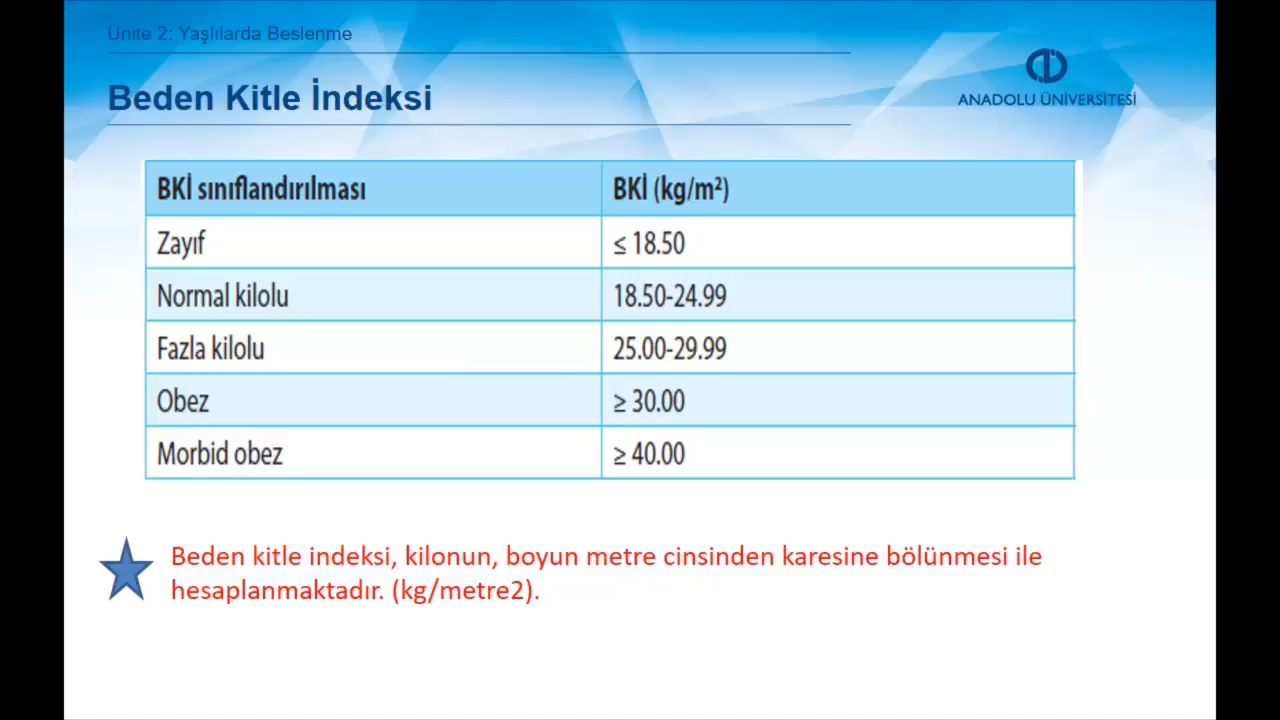 Ünite 2: Yaşlılarda Beslenme
Beden Kitle İndeksi
ANADOLU ÜNİVERSİTESİ
BKİ sınıflandırılması BKİ (kg/m²)
Zayıf ≤ 18.50
Normal kilolu 18.50-24.99
Fazla kilolu 25.00-29.99
Obez ≥ 30.00
Morbid obez ≥ 40.00
Beden kitle indeksi, kilonun, boyun metre cinsinden karesine bölünmesi ile
hesaplanmaktadır. (kg/metre2).